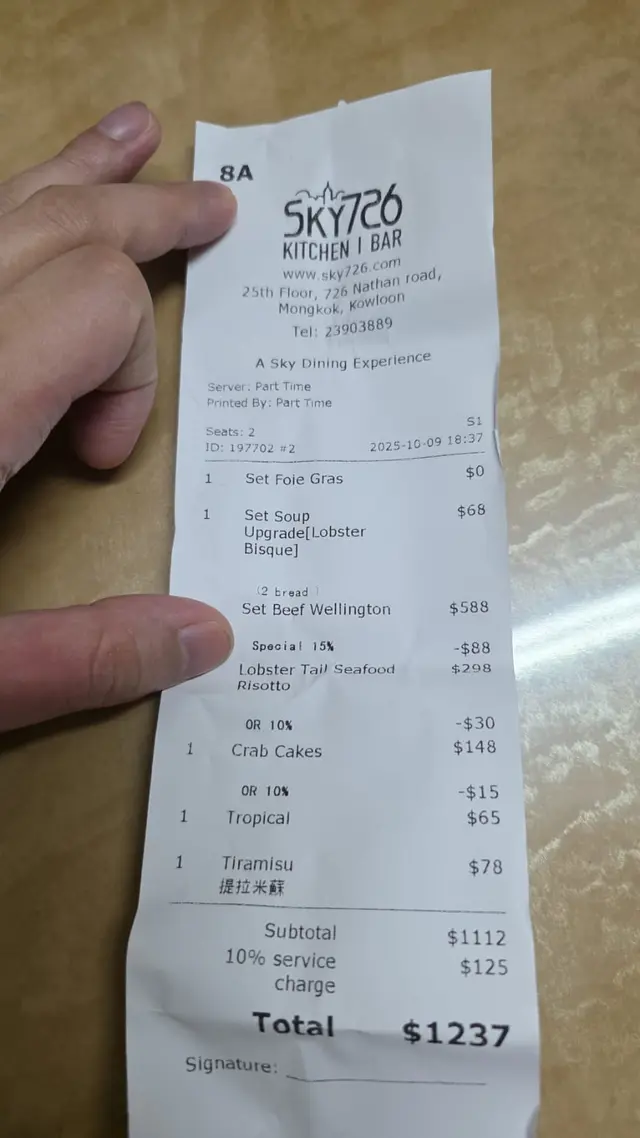 8A
SKY726
KITCHEN | BAR
www.sky726.com
25th Floor, 726 Nathan road,
Mongkok, Kowloon
Tel: 23903889
A Sky Dining Experience
Server: Part Time
Printed By: Part Time
Seats: 2 S1
ID: 197702 #2 2025-10-09 18:37
1 Set Foie Gras $0
1 Set Soup $68
Upgrade[Lobster
Bisque]
(2 bread )
Set Beef Wellington $588
Special 15% -$88
Lobster Tail Seafood $298
Risotto
OR 10% -$30
1 Crab Cakes $148
OR 10% -$15
1 Tropical $65
1 Tiramisu $78
提拉米蘇
Subtotal $1112
10% service $125
charge
Total $1237
Signature: